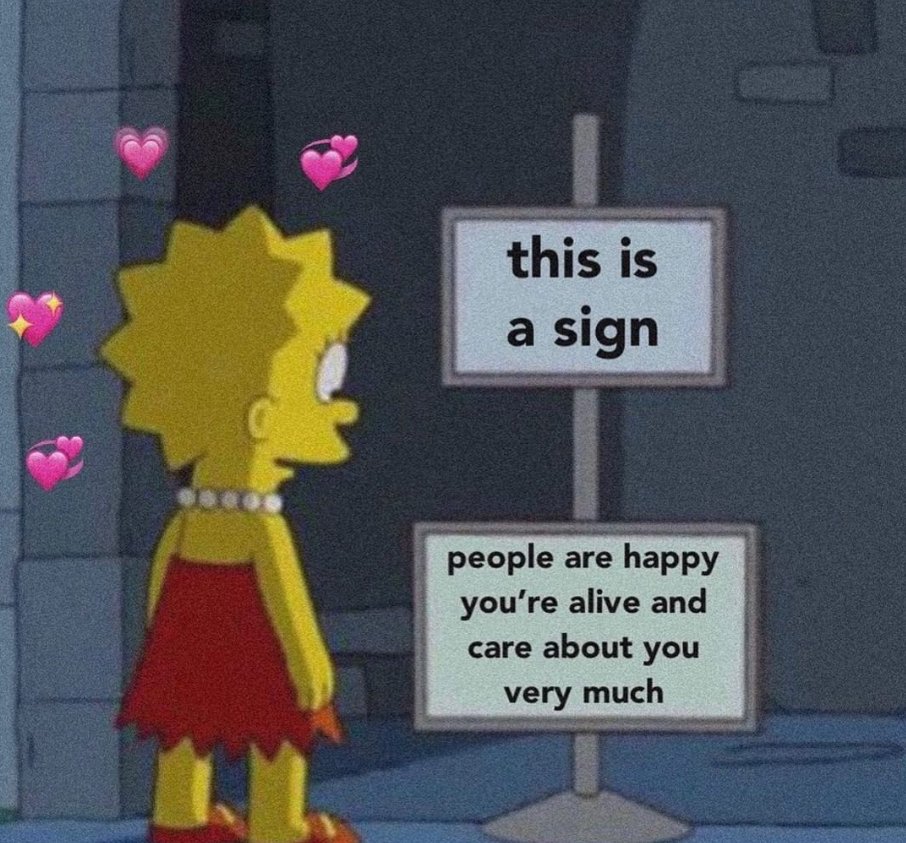 this is
a sign
people are happy
you're alive and
care about you
very much